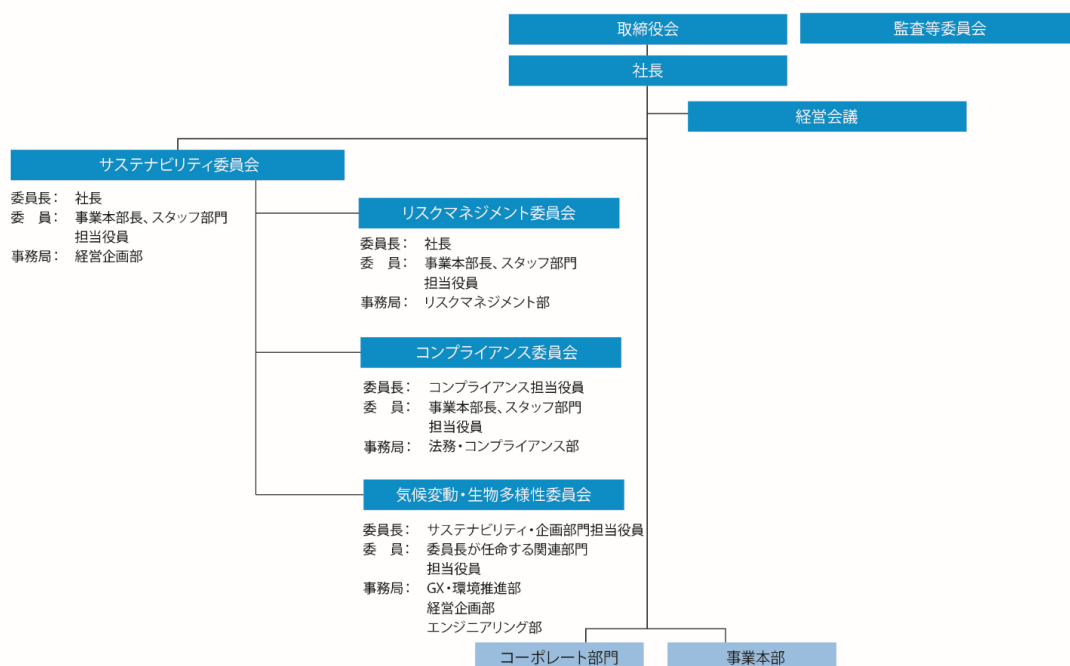 取締役会
監査等委員会
社長
経営会議
サステナビリティ委員会
委員長： 社長
委　員： 事業本部長、スタッフ部門
担当役員
事務局： 経営企画部
リスクマネジメント委員会
委員長： 社長
委　員： 事業本部長、スタッフ部門
担当役員
事務局： リスクマネジメント部
コンプライアンス委員会
委員長： コンプライアンス担当役員
委　員： 事業本部長、スタッフ部門
担当役員
事務局： 法務・コンプライアンス部
気候変動・生物多様性委員会
委員長： サステナビリティ・企画部門担当役員
委　員： 委員長が任命する関連部門
担当役員
事務局： GX・環境推進部
経営企画部
エンジニアリング部
コーポレート部門
事業本部